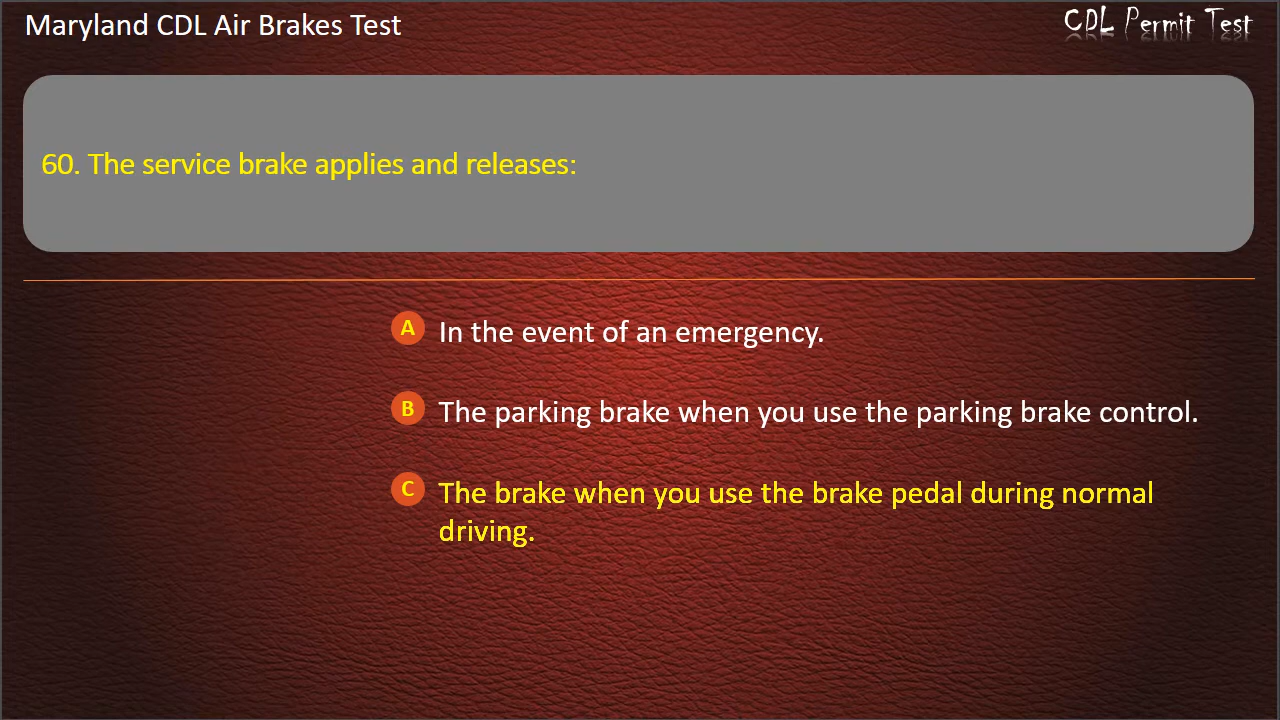 Maryland CDL Air Brakes Test
CDL Permit Test
60. The service brake applies and releases:
A In the event of an emergency.
B The parking brake when you use the parking brake control.
C The brake when you use the brake pedal during normal
driving.